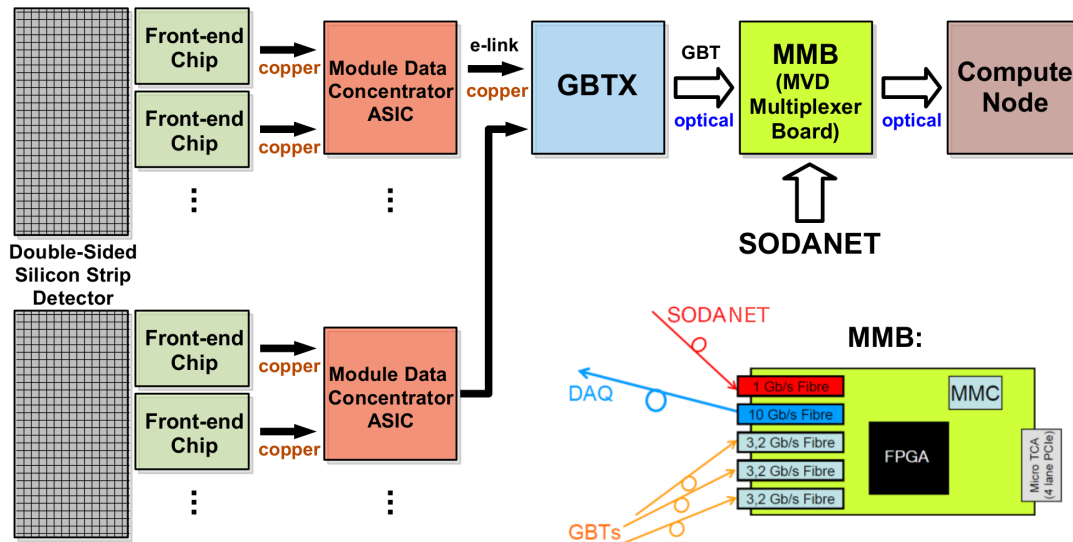 Front-end
Chip
copper
Front-end
Chip
copper
Module Data
Concentrator
ASIC
e-link
copper
GBTX
GBT
optical
MMB
(MVD
Multiplexer
Board)
optical
Compute
Node
SODANET
Double-Sided
Silicon Strip
Detector
Front-end
Chip
copper
Front-end
Chip
copper
Module Data
Concentrator
ASIC
MMB:
SODANET
DAQ
GBTs
1 Gb/s Fibre
10 Gb/s Fibre
3,2 Gb/s Fibre
3,2 Gb/s Fibre
3,2 Gb/s Fibre
FPGA
MMC
Micro TCA
(4 lane PCIe)